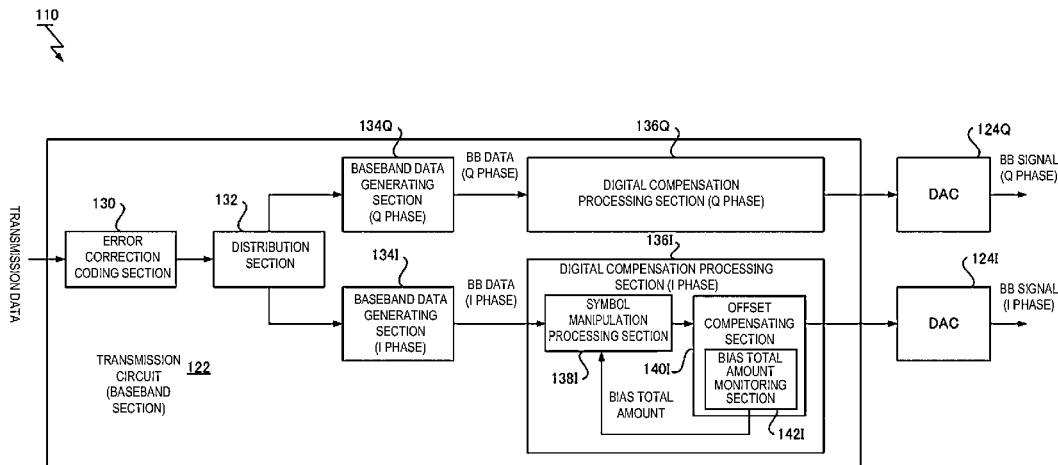 110
134Q
136Q
124Q
BASEBAND DATA
GENERATING
SECTION
(Q PHASE)
BB DATA
(Q PHASE)
DIGITAL COMPENSATION
PROCESSING SECTION (Q PHASE)
DAC
BB SIGNAL
(Q PHASE)
TRANSMISSION DATA
130
ERROR
CORRECTION
CODING SECTION
132
DISTRIBUTION
SECTION
134I
BASEBAND DATA
GENERATING
SECTION
(I PHASE)
BB DATA
(I PHASE)
136I
DIGITAL COMPENSATION PROCESSING
SECTION (I PHASE)
SYMBOL
MANIPULATION
PROCESSING SECTION
138I
OFFSET
COMPENSATING
SECTION
140I
BIAS TOTAL
AMOUNT
MONITORING
SECTION
142I
BIAS TOTAL
AMOUNT
124I
DAC
BB SIGNAL
(I PHASE)
TRANSMISSION
CIRCUIT 122
(BASEBAND
SECTION)